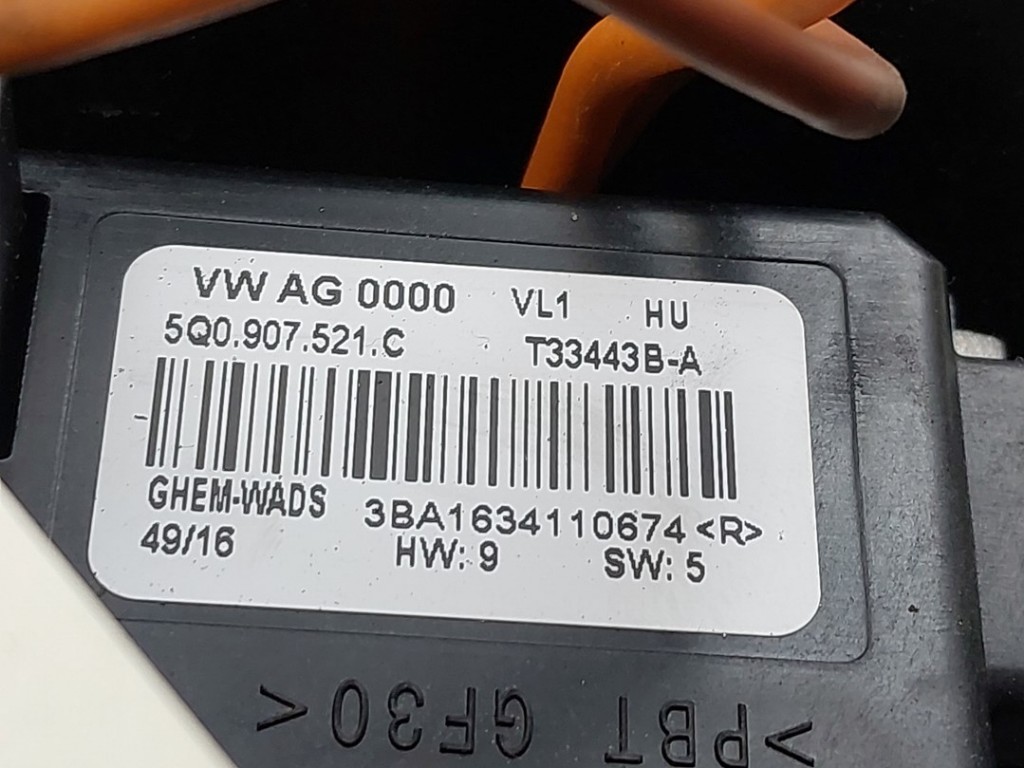 VW AG 0000 VL1 HU
5Q0.907.521.C T33443B-A
GHEM-WADS 3BA1634110674 <R>
49/16 HW: 9 SW: 5
>PBT GF30<